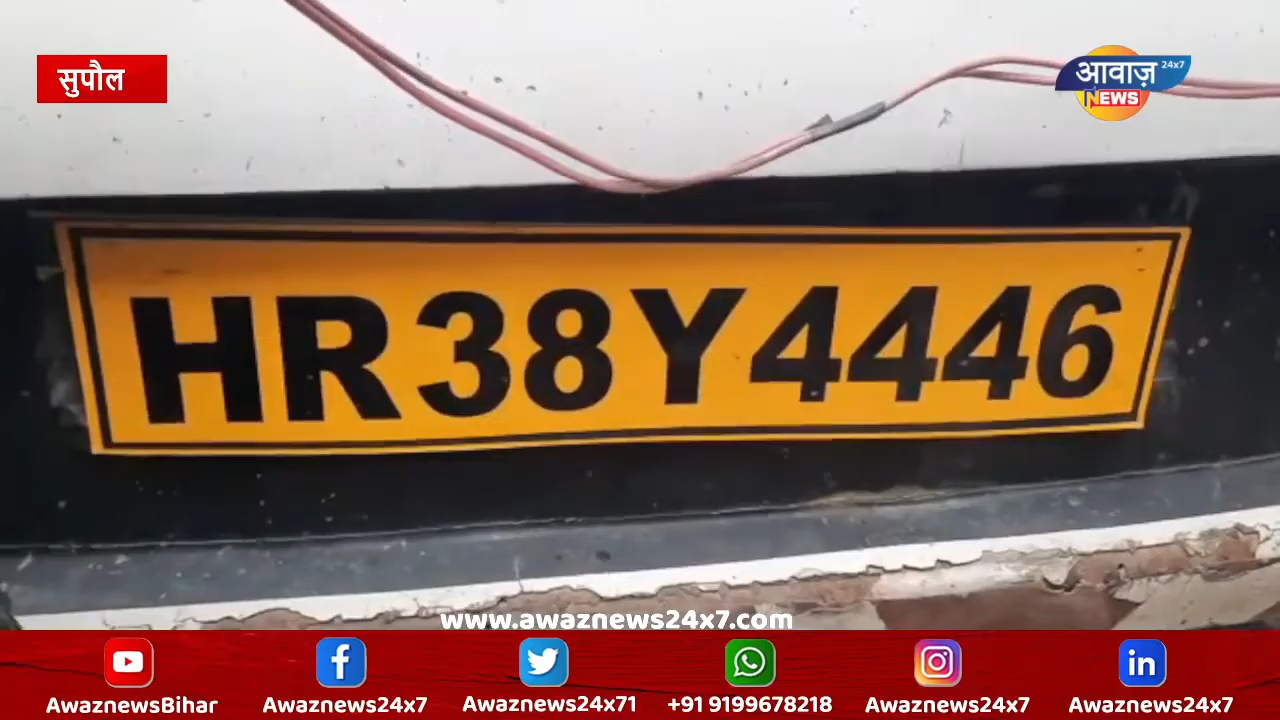 सुपौल
आवाज़ 24x7
NEWS
HR38Y4446
www.awaznews24x7.com
AwaznewsBihar
Awaznews24x7
Awaznews24x71
+91 9199678218
Awaznews24x7
Awaznews24x7